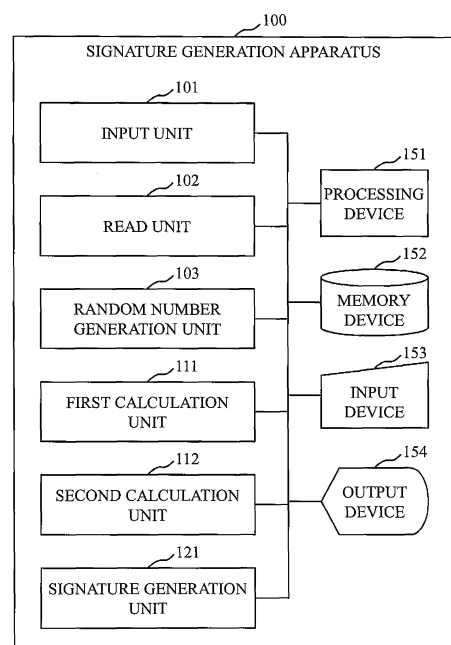 100
SIGNATURE GENERATION APPARATUS
101
INPUT UNIT
151
PROCESSING
DEVICE
102
READ UNIT
152
MEMORY
DEVICE
103
RANDOM NUMBER
GENERATION UNIT
153
INPUT
DEVICE
111
FIRST CALCULATION
UNIT
154
OUTPUT
DEVICE
112
SECOND CALCULATION
UNIT
121
SIGNATURE GENERATION
UNIT